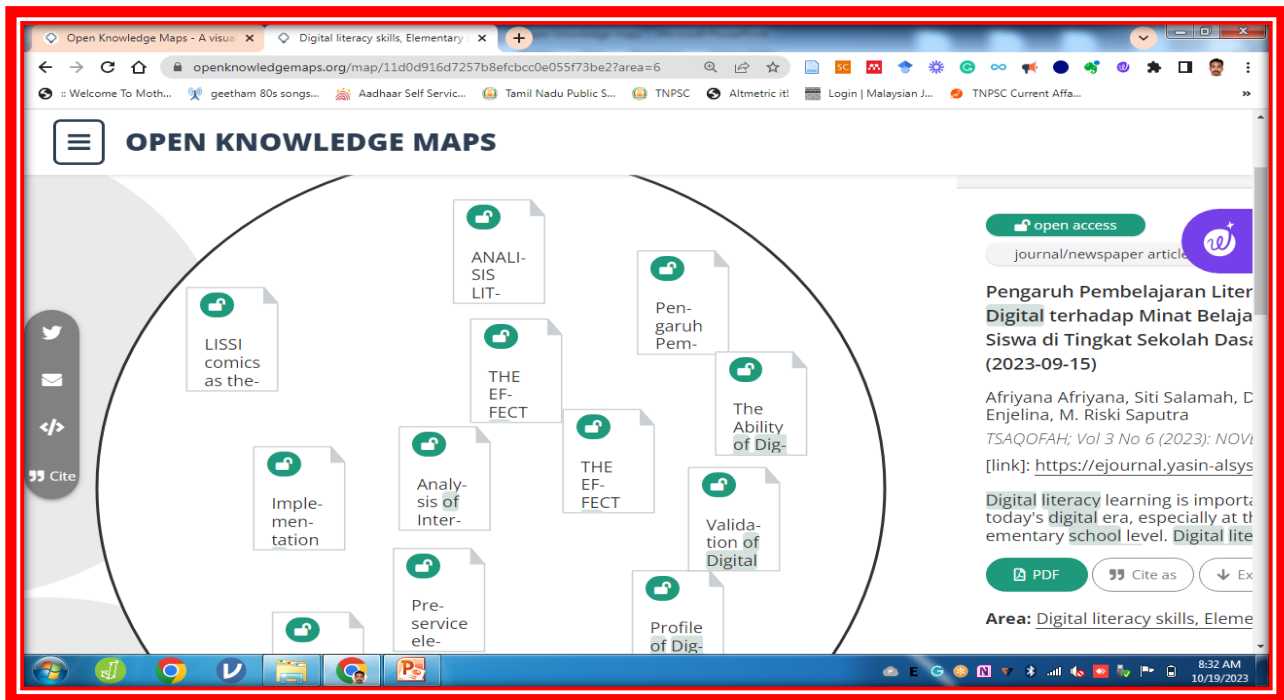 Open Knowledge Maps - A visua
Digital literacy skills, Elementary
openknowledgemaps.org/map/11d0d916d7257b8efcbcc0e055f73be2?area=6
:: Welcome To Moth...
geetham 80s songs...
Aadhaar Self Servic...
Tamil Nadu Public S...
TNPSC
Altmetric it!
Login | Malaysian J...
TNPSC Current Affa...
OPEN KNOWLEDGE MAPS
Cite
ANALI-
SIS
LIT-
Pen-
garuh
Pem-
LISSI
comics
as the-
THE
EF-
FECT
The
Ability
of Dig-
THE
EF-
FECT
Analy-
sis of
Inter-
Imple-
men-
tation
Valida-
tion of
Digital
Pre-
service
ele-
Profile
of Dig-
open access
journal/newspaper article
Pengaruh Pembelajaran Liter
Digital terhadap Minat Belaja
Siswa di Tingkat Sekolah Dasa
(2023-09-15)
Afriyana Afriyana, Siti Salamah, D
Enjelina, M. Riski Saputra
TSAQOFAH; Vol 3 No 6 (2023): NOVE
[link]: https://ejournal.yasin-alsys
Digital literacy learning is importa
today's digital era, especially at th
ementary school level. Digital lite
PDF
Cite as
Ex
Area: Digital literacy skills, Eleme
8:32 AM
10/19/2023